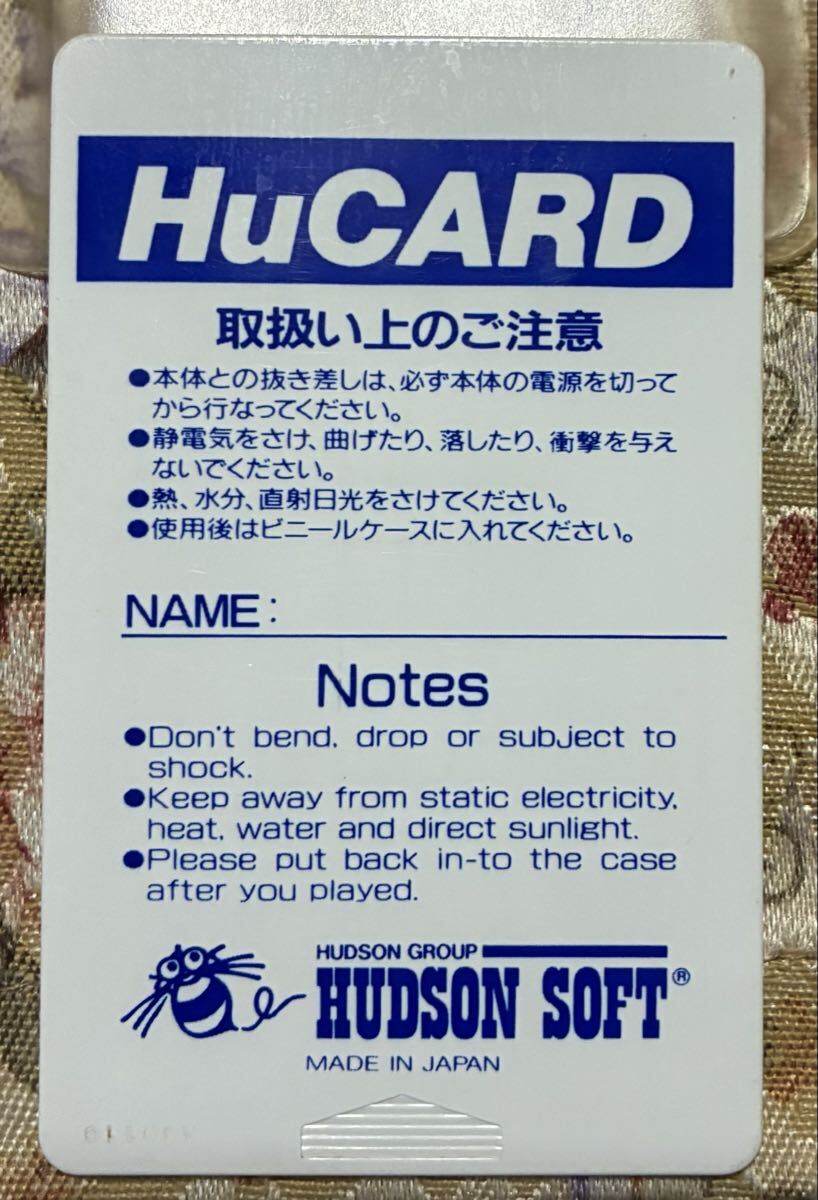 HuCARD
取扱い上のご注意
●本体との抜き差しは、必ず本体の電源を切って
から行なってください。
●静電気をさけ、曲げたり、落したり、衝撃を与え
ないでください。
●熱、水分、直射日光をさけてください。
●使用後はビニールケースに入れてください。
NAME:
Notes
●Don't bend, drop or subject to
shock.
●Keep away from static electricity,
heat, water and direct sunlight.
●Please put back in-to the case
after you played.
HUDSON GROUP
HUDSON SOFT®
MADE IN JAPAN